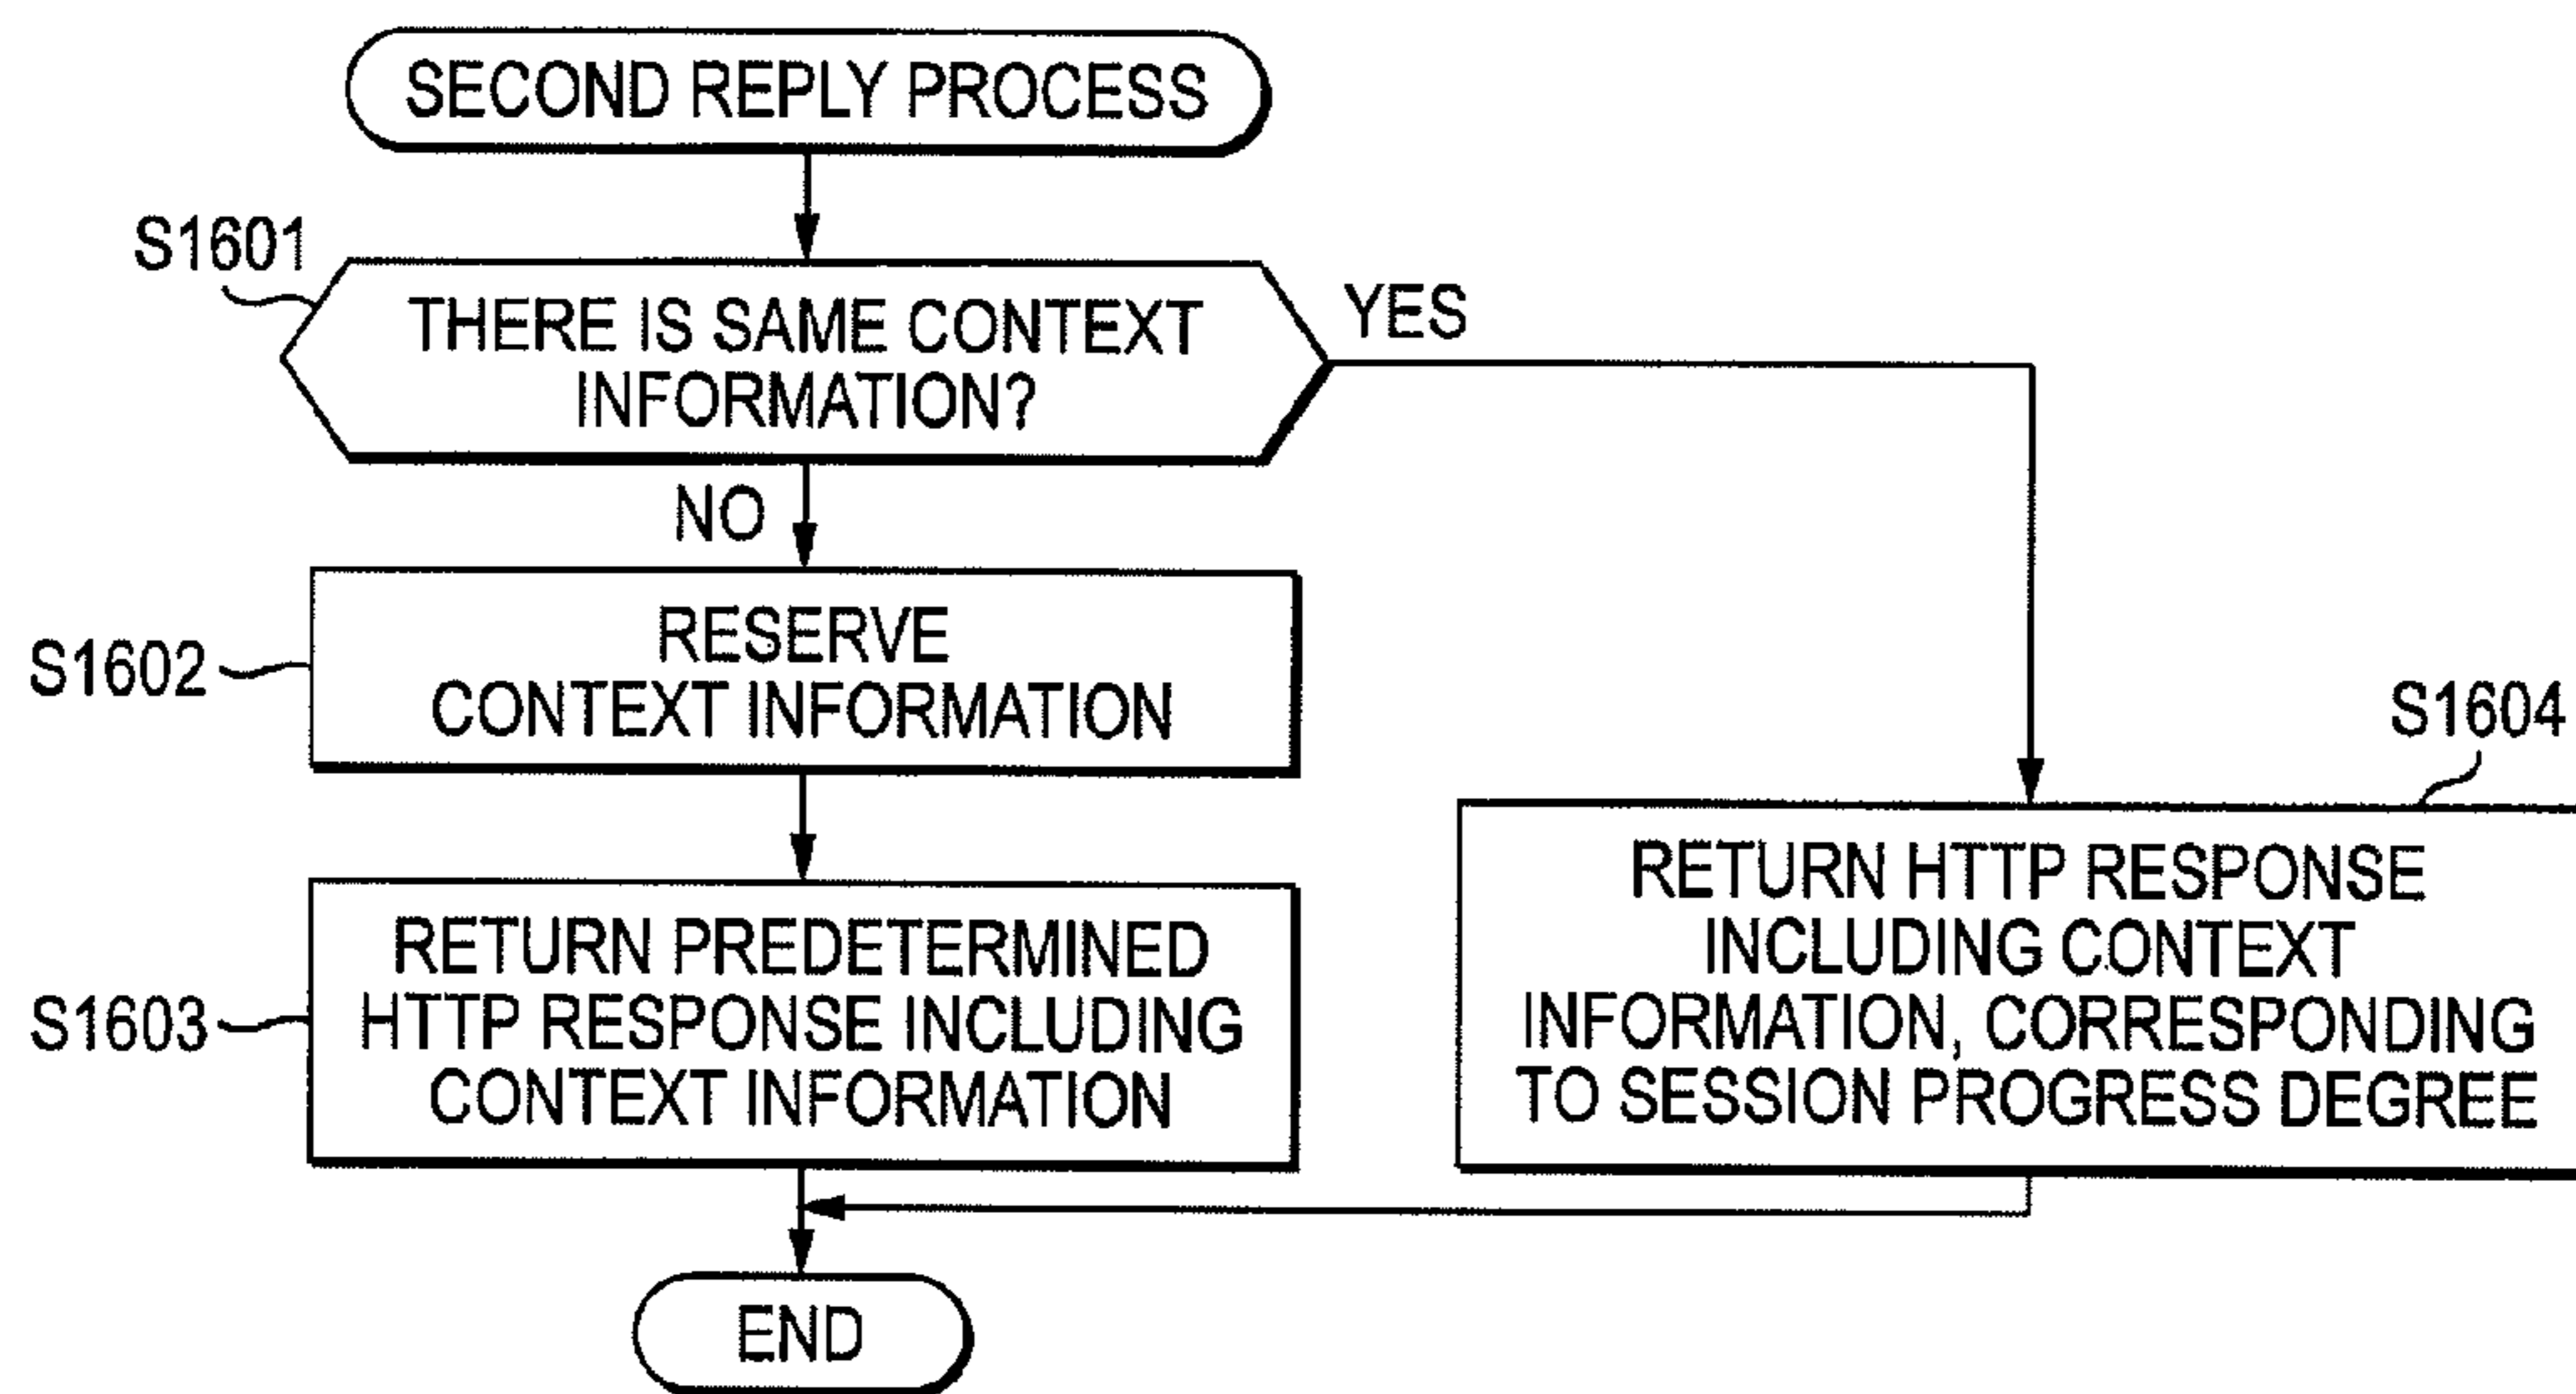 SECOND REPLY PROCESS
S1601
THERE IS SAME CONTEXT
INFORMATION?
YES
NO
S1602
RESERVE
CONTEXT INFORMATION
S1603
RETURN PREDETERMINED
HTTP RESPONSE INCLUDING
CONTEXT INFORMATION
S1604
RETURN HTTP RESPONSE
INCLUDING CONTEXT
INFORMATION, CORRESPONDING
TO SESSION PROGRESS DEGREE
END